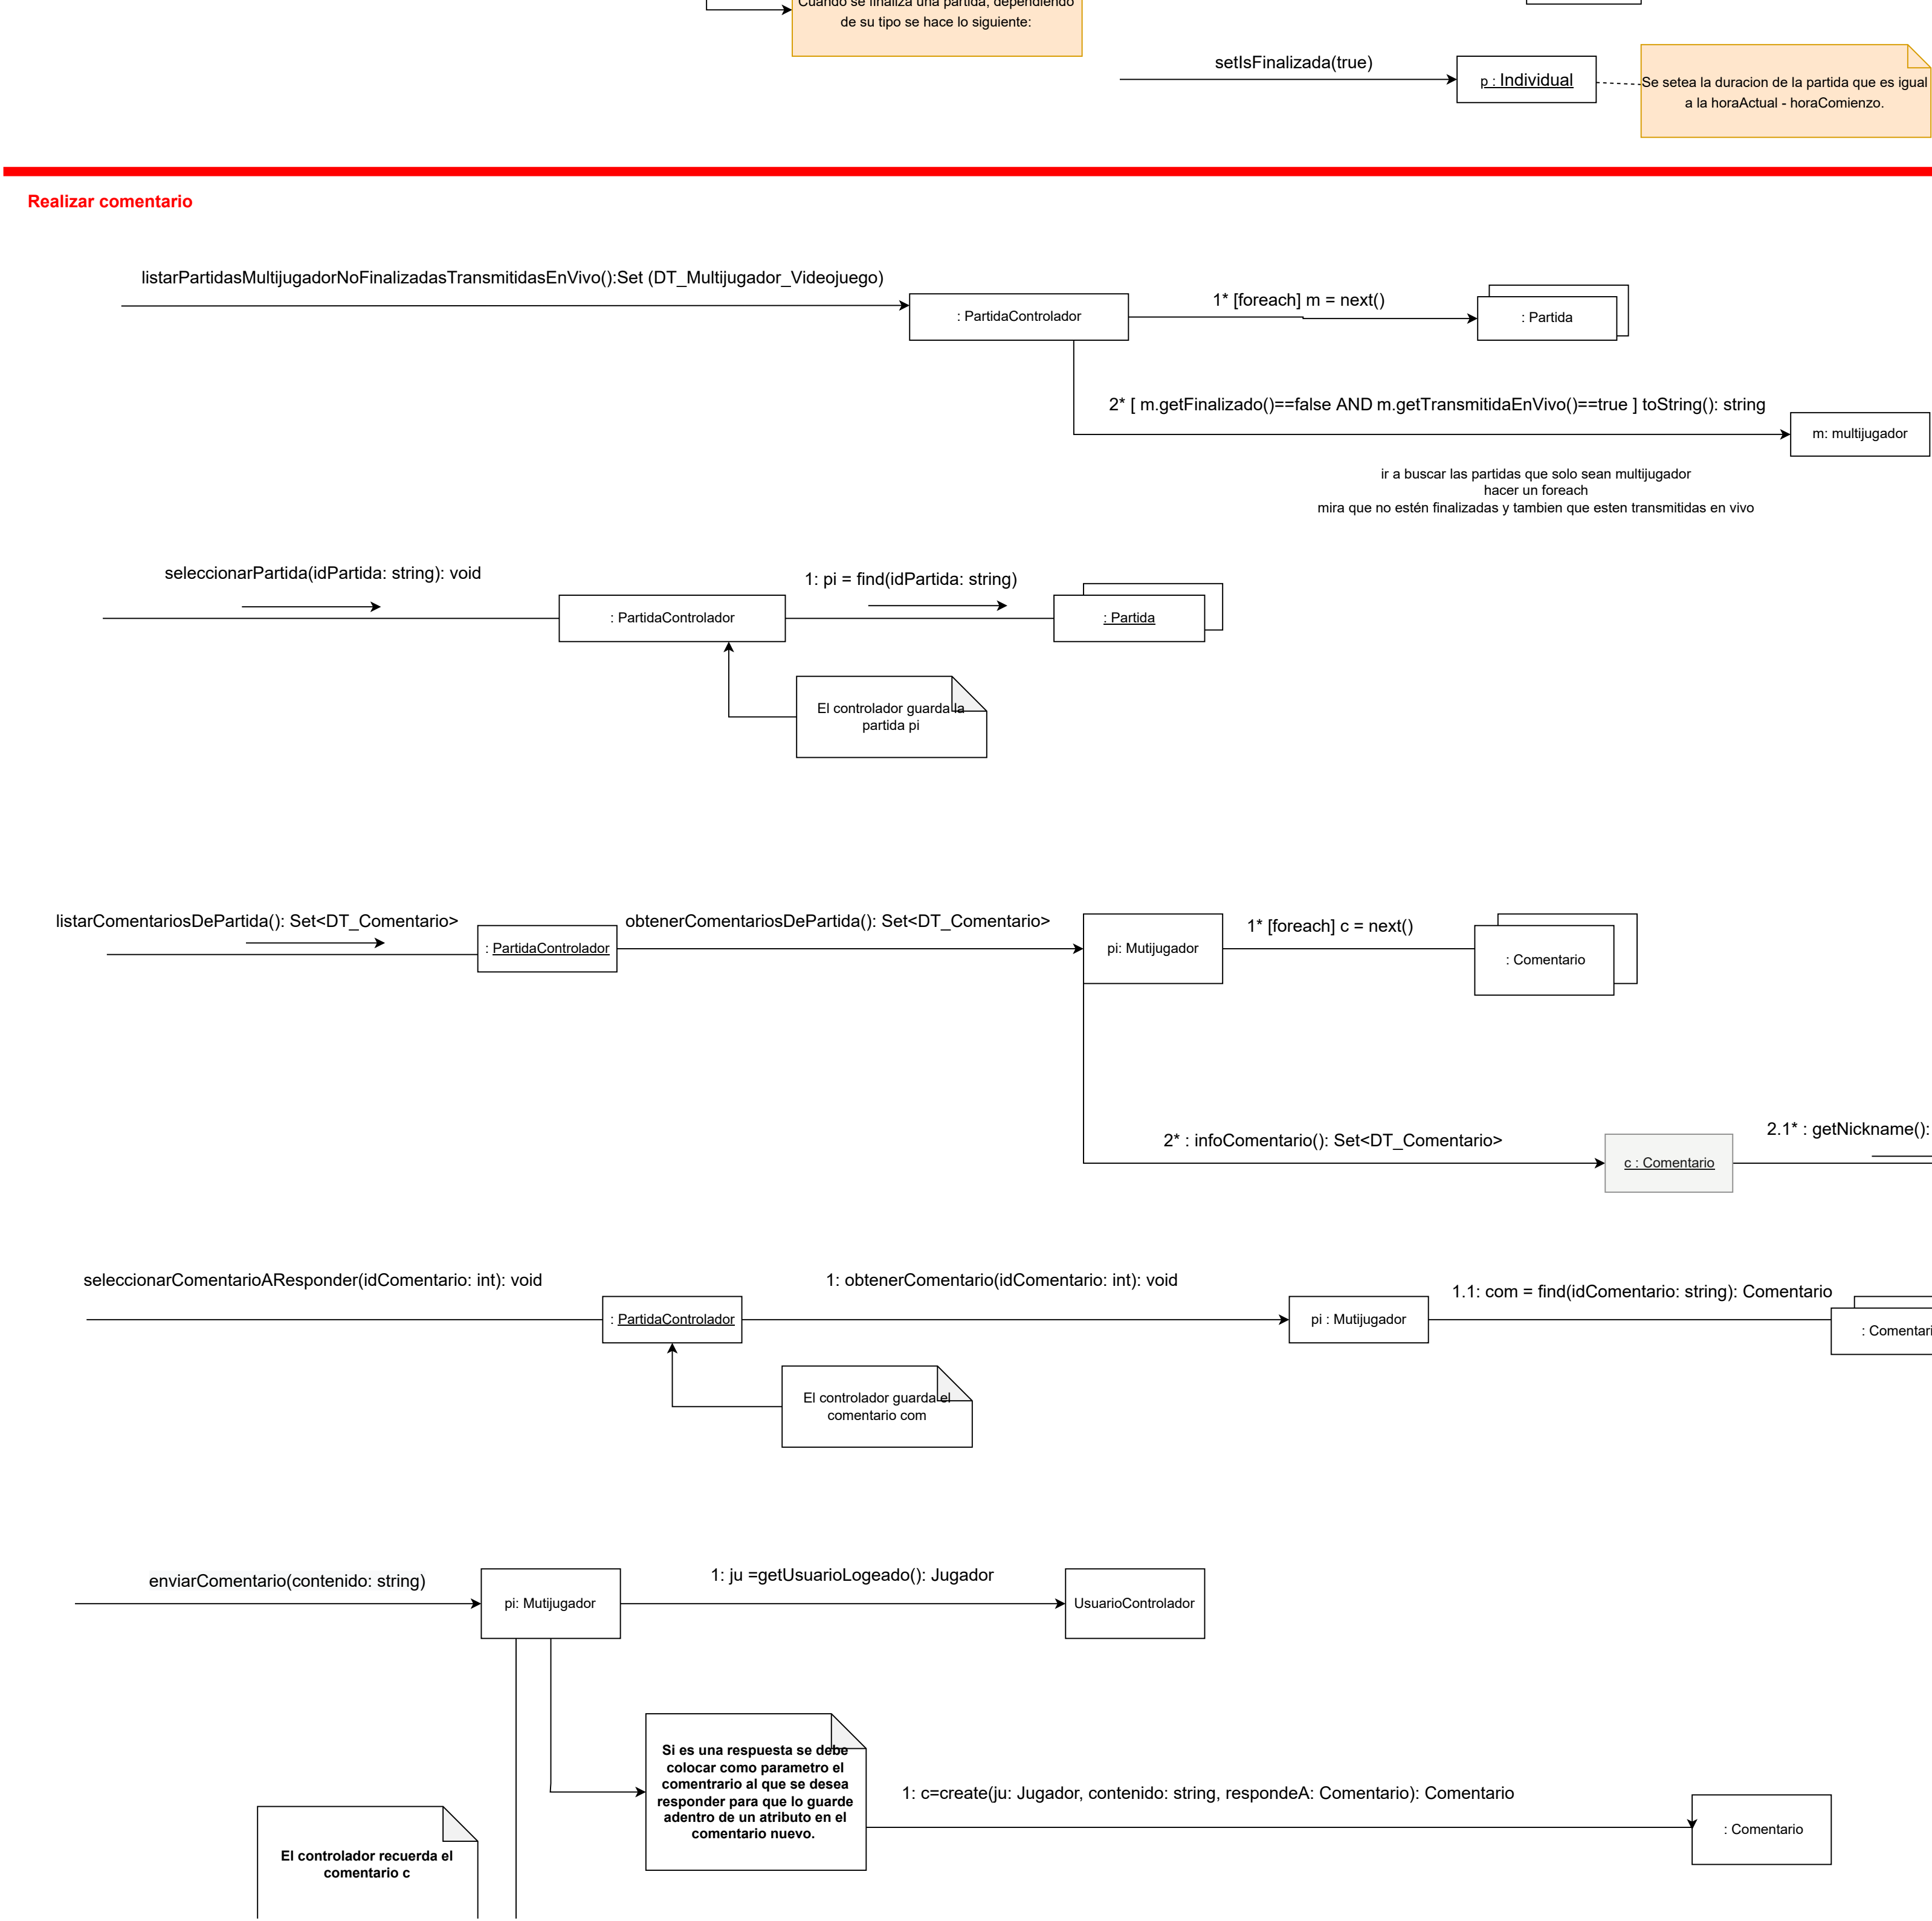 Cuando se finaliza una partida, dependiendo
de su tipo se hace lo siguiente:
setIsFinalizada(true)
p : Individual
Se setea la duracion de la partida que es igual
a la horaActual - horaComienzo.
Realizar comentario
listarPartidasMultijugadorNoFinalizadasTransmitidasEnVivo():Set (DT_Multijugador_Videojuego)
: PartidaControlador
1* [foreach] m = next()
: Partida
2* [ m.getFinalizado()==false AND m.getTransmitidaEnVivo()==true ] toString(): string
m: multijugador
ir a buscar las partidas que solo sean multijugador
hacer un foreach
mira que no estén finalizadas y tambien que esten transmitidas en vivo
seleccionarPartida(idPartida: string): void
: PartidaControlador
1: pi = find(idPartida: string)
: Partida
El controlador guarda la
partida pi
listarComentariosDePartida(): Set<DT_Comentario>
: PartidaControlador
obtenerComentariosDePartida(): Set<DT_Comentario>
pi: Mutijugador
1* [foreach] c = next()
: Comentario
2* : infoComentario(): Set<DT_Comentario>
c : Comentario
2.1* : getNickname():
seleccionarComentarioAResponder(idComentario: int): void
: PartidaControlador
1: obtenerComentario(idComentario: int): void
pi : Mutijugador
1.1: com = find(idComentario: string): Comentario
: Comentari
El controlador guarda el
comentario com
enviarComentario(contenido: string)
pi: Mutijugador
1: ju =getUsuarioLogeado(): Jugador
UsuarioControlador
Si es una respuesta se debe
colocar como parametro el
comentrario al que se desea
responder para que lo guarde
adentro de un atributo en el
comentario nuevo.
1: c=create(ju: Jugador, contenido: string, respondeA: Comentario): Comentario
: Comentario
El controlador recuerda el
comentario c